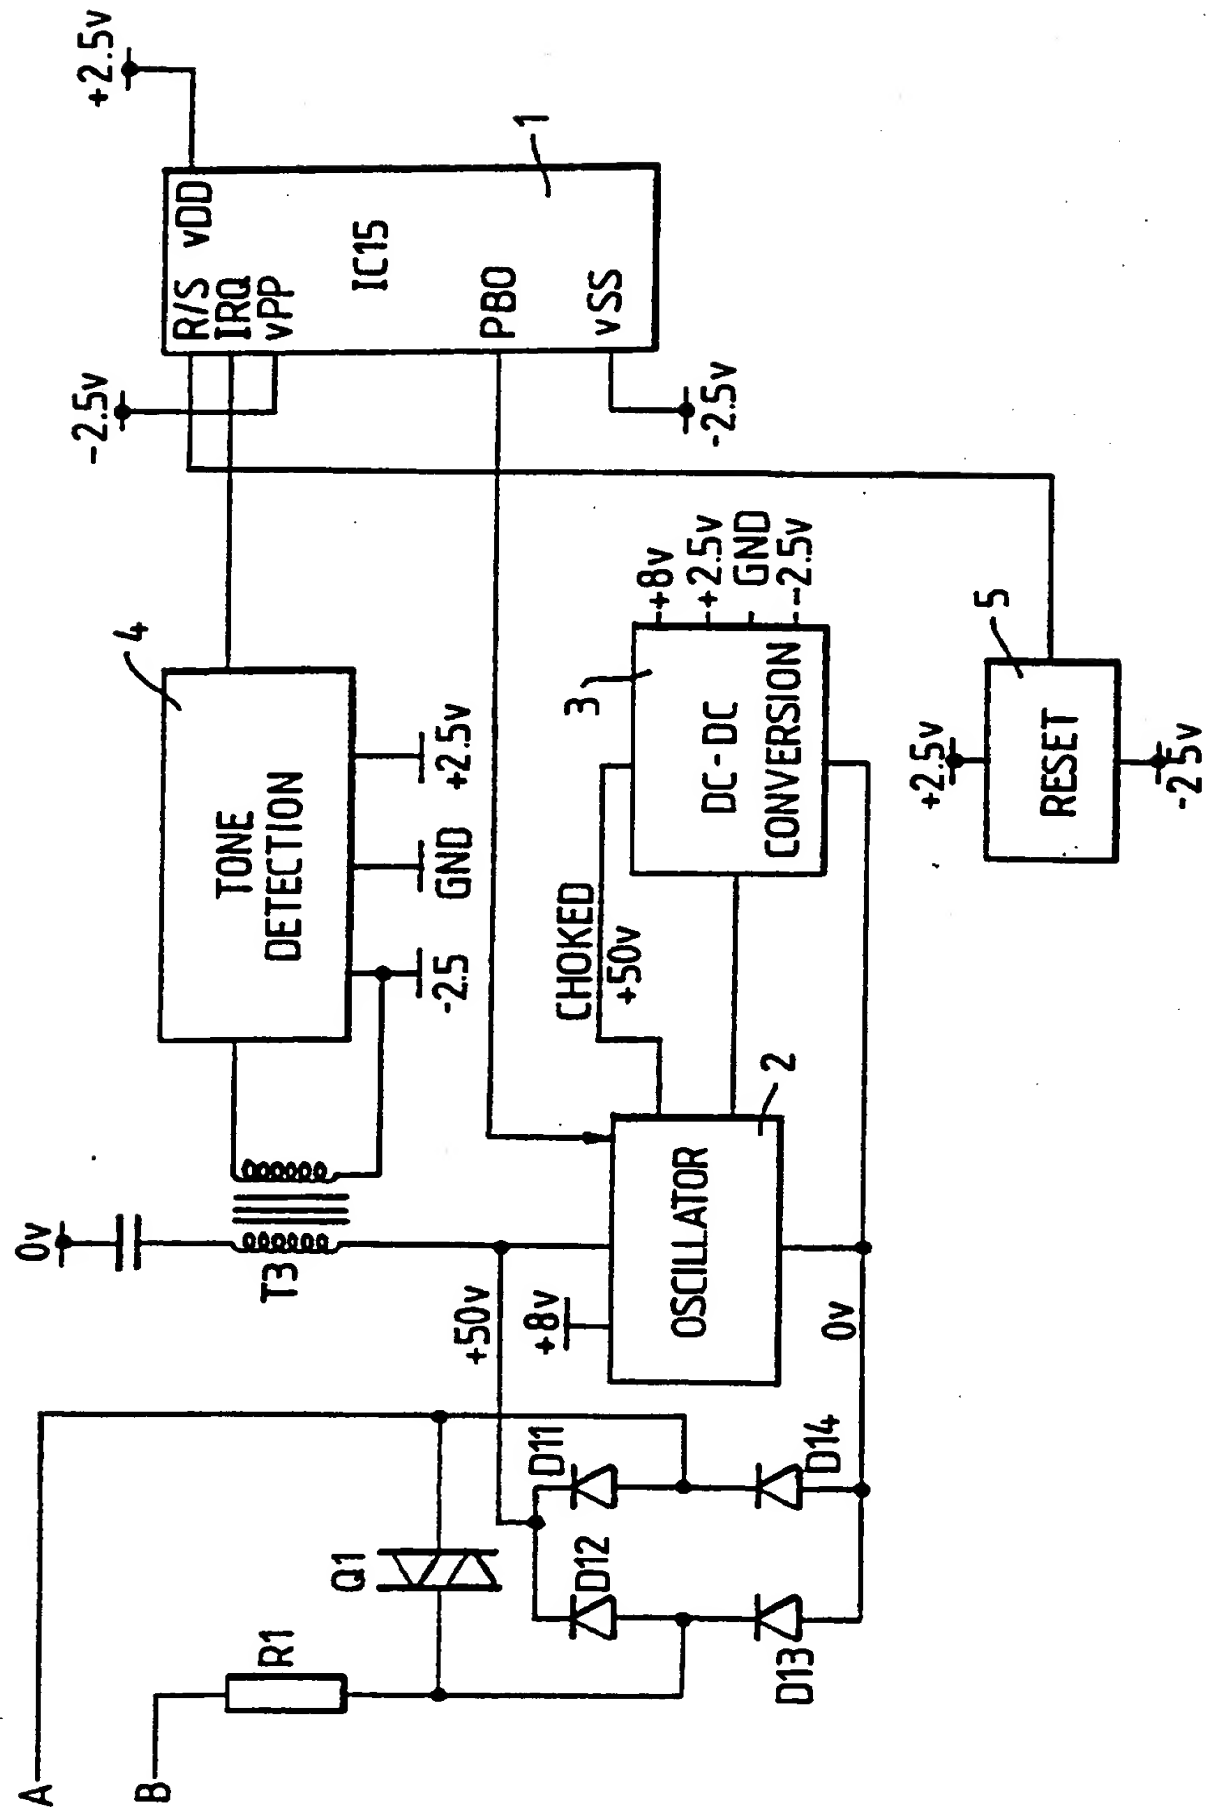 A
B
R1
Q1
D11
D12
D13
D14
+50v
0v
0v
T3
+8v
OSCILLATOR
2
CHOKED
+50v
TONE
DETECTION
4
-2.5
GND
+2.5v
DC-DC
CONVERSION
3
+8v
+2.5v
GND
-2.5v
RESET
5
+2.5v
-2 5v
-2.5v
R/S
IRQ
vPP
vDD
IC15
PBO
vSS
1
+2.5v
-2.5v